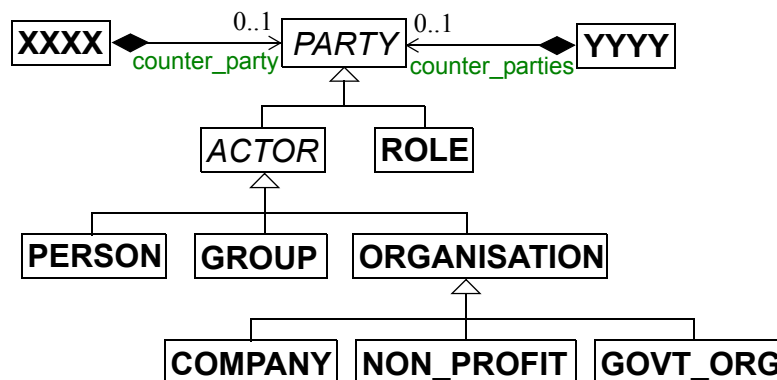 0..1 0..1
XXXX PARTY YYYY
counter_party counter_parties
ACTOR ROLE
PERSON GROUP ORGANISATION
COMPANY NON_PROFIT GOVT_ORG